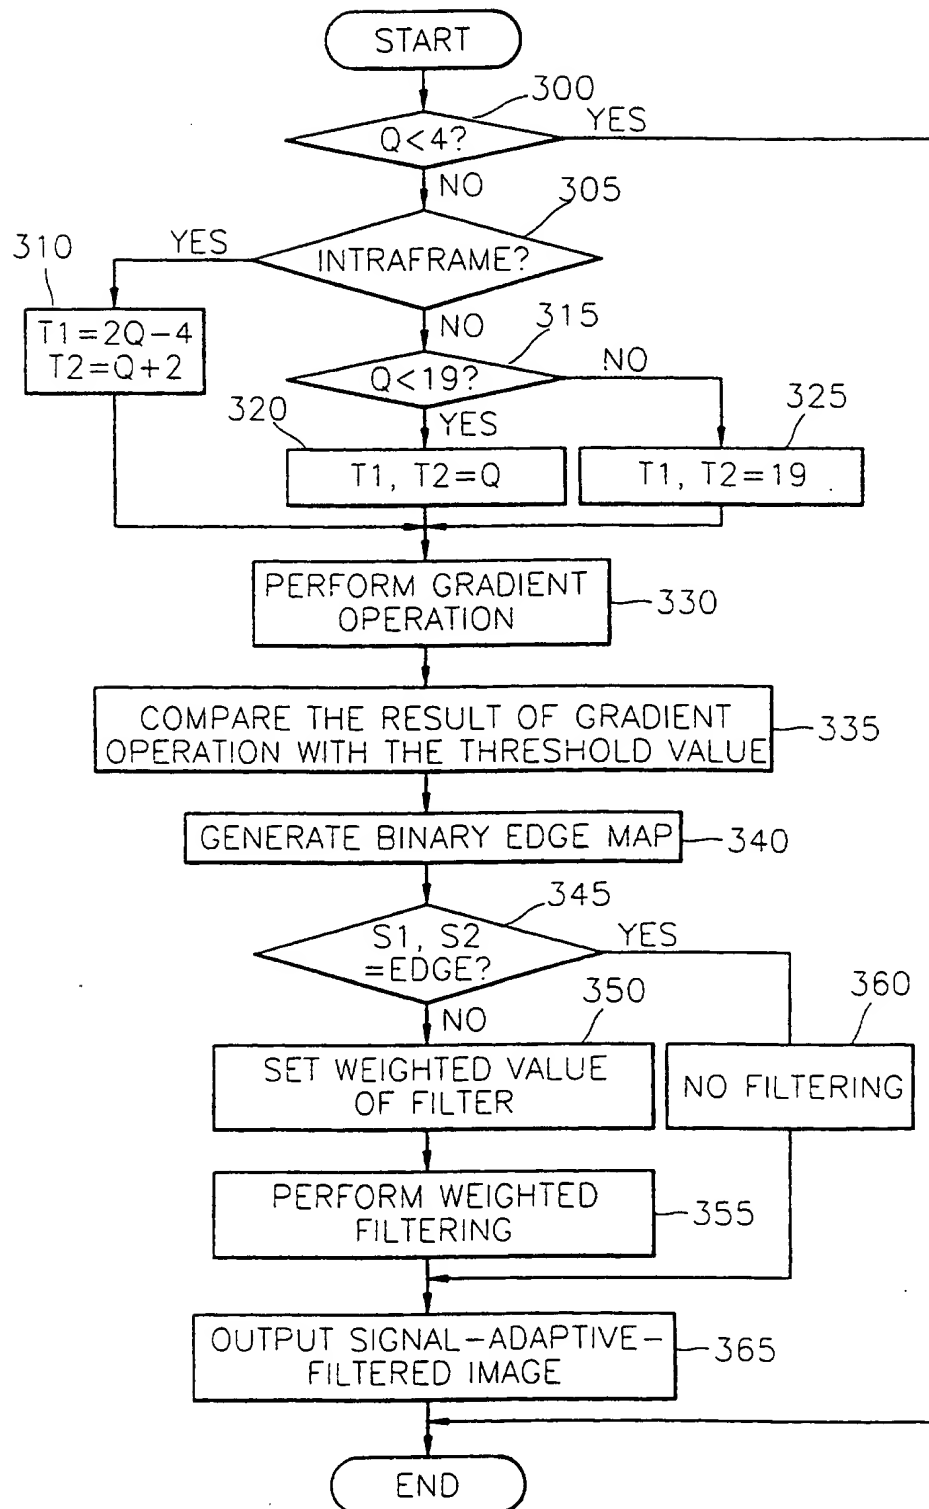 START
300
Q<4?
YES
NO
305
INTRAFRAME?
YES
310
T1=2Q-4
T2=Q+2
NO
315
Q<19?
NO
YES
320
T1, T2=Q
325
T1, T2=19
PERFORM GRADIENT
OPERATION
330
COMPARE THE RESULT OF GRADIENT
OPERATION WITH THE THRESHOLD VALUE
335
GENERATE BINARY EDGE MAP
340
345
S1, S2
=EDGE?
YES
NO
350
SET WEIGHTED VALUE
OF FILTER
360
NO FILTERING
PERFORM WEIGHTED
FILTERING
355
OUTPUT SIGNAL-ADAPTIVE-
FILTERED IMAGE
365
END